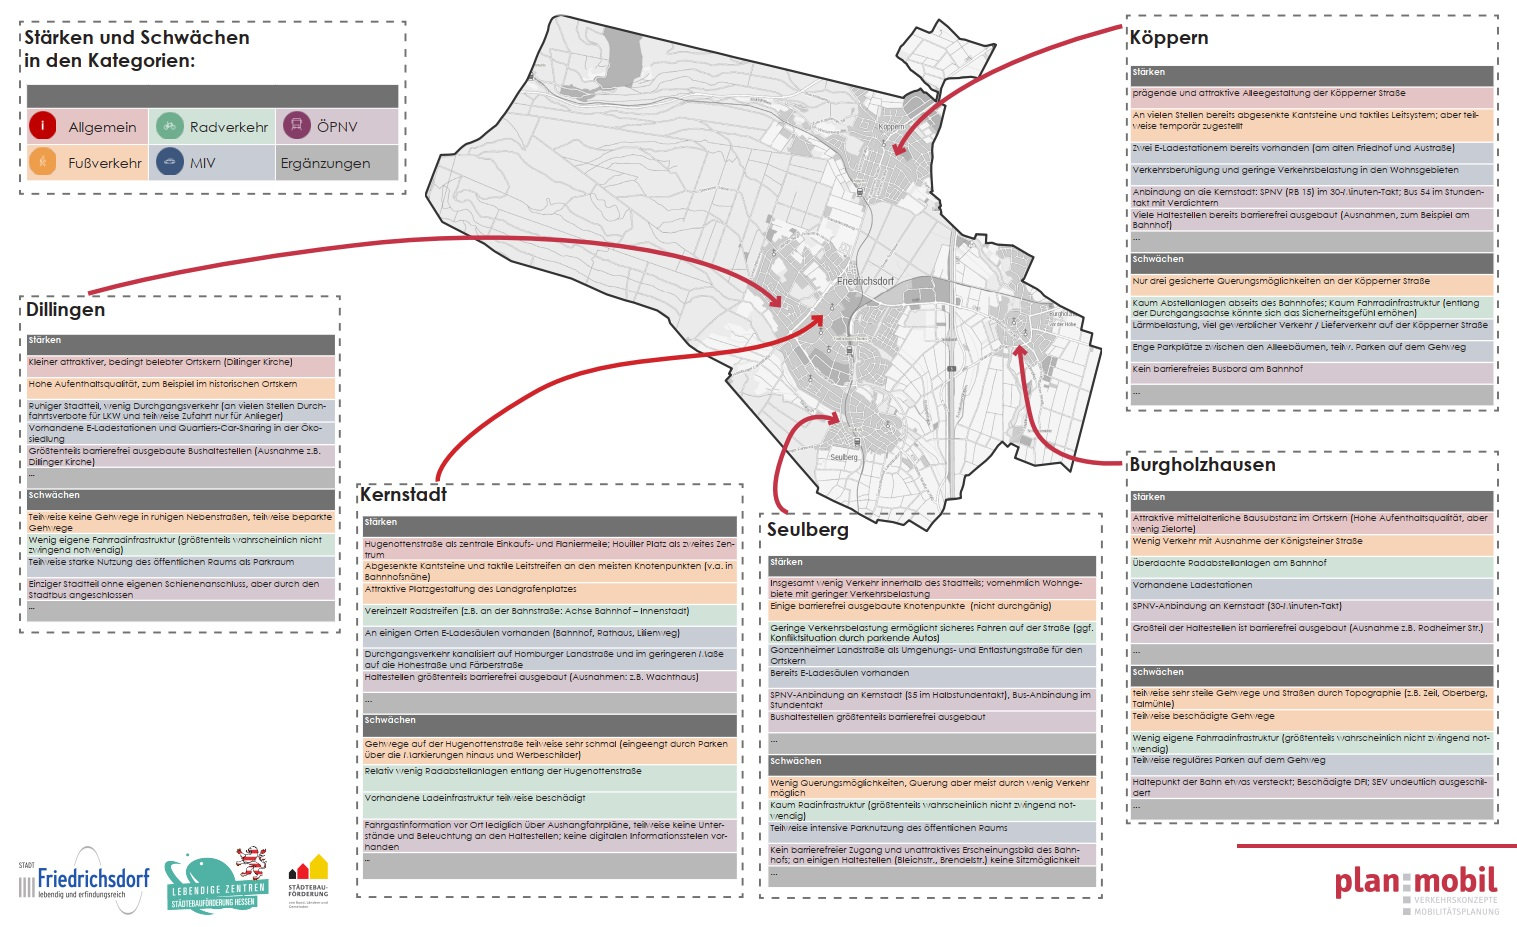 Stärken und Schwächen
in den Kategorien:
Allgemein
Radverkehr
ÖPNV
Fußverkehr
MIV
Ergänzungen
Köppern
Stärken
prägende und attraktive Alleegestaltung der Köpperner Straße
An vielen Stellen bereits abgesenkte Kantsteine und taktiles Leitsystem; aber teil-
weise temporär zugestellt
Zwei E-Ladestationem bereits vorhanden (am alten Friedhof und Austraße)
Verkehrsberuhigung und geringe Verkehrsbelastung in den Wohnsgebieten
Anbindung an die Kernstadt: SPNV (RB 15) im 30-Minuten-Takt; Bus 54 im Stunden-
takt mit Verdichtern
Viele Haltestellen bereits barrierefrei ausgebaut (Ausnahmen, zum Beispiel am
Bahnhof)
...
Schwächen
Nur drei gesicherte Querungsmöglichkeiten an der Köpperner Straße
Kaum Abstellanlagen abseits des Bahnhofes; Kaum Fahrradinfrastruktur (entlang
der Durchgangsachse könnte sich das Sicherheitsgefühl erhöhen)
Lärmbelastung, viel gewerblicher Verkehr / Lieferverkehr auf der Köpperner Straße
Enge Parkplätze zwischen den Alleebäumen, teilw. Parken auf dem Gehweg
Kein barrierefreies Busbord am Bahnhof
...
Köppern
Friedrichsdorf
Seulberg
Dillingen
Stärken
Kleiner attraktiver, bedingt belebter Ortskern (Dillinger Kirche)
Hohe Aufenthaltsqualität, zum Beispiel im historischen Ortskern
Ruhiger Stadtteil, wenig Durchgangsverkehr (an vielen Stellen Durch-
fahrtsverbote für LKW und teilweise Zufahrt nur für Anlieger)
Vorhandene E-Ladestationen und Quartiers-Car-Sharing in der Öko-
siedlung
Größtenteils barrierefrei ausgebaute Bushaltestellen (Ausnahme z.B.
Dillinger Kirche)
...
Schwächen
Teilweise keine Gehwege in ruhigen Nebenstraßen, teilweise beparkte
Gehwege
Wenig eigene Fahrradinfrastruktur (größtenteils wahrscheinlich nicht
zwingend notwendig)
Teilweise starke Nutzung des öffentlichen Raums als Parkraum
Einziger Stadtteil ohne eigenen Schienenanschluss, aber durch den
Stadtbus angeschlossen
...
Kernstadt
Stärken
Hugenottenstraße als zentrale Einkaufs- und Flaniermeile; Houiller Platz als zweites Zen-
trum
Abgesenkte Kantsteine und taktile Leitstreifen an den meisten Knotenpunkten (v.a. in
Bahnhofsnähe)
Attraktive Platzgestaltung des Landgrafenplatzes
Vereinzelt Radstreifen (z.B. an der Bahnstraße: Achse Bahnhof – Innenstadt)
An einigen Orten E-Ladesäulen vorhanden (Bahnhof, Rathaus, Lilienweg)
Durchgangsverkehr kanalisiert auf Homburger Landstraße und im geringeren Maße
auf die Hohestraße und Färberstraße
Haltestellen größtenteils barrierefrei ausgebaut (Ausnahmen: z.B. Wachthaus)
...
Schwächen
Gehwege auf der Hugenottenstraße teilweise sehr schmal (eingeengt durch Parken
über die Markierungen hinaus und Werbeschilder)
Relativ wenig Radabstellanlagen entlang der Hugenottenstraße
Vorhandene Ladeinfrastruktur teilweise beschädigt
Fahrgastinformation vor Ort lediglich über Aushangfahrpläne, teilweise keine Unter-
stände und Beleuchtung an den Haltestellen; keine digitalen Informationsstelen vor-
handen
...
Seulberg
Stärken
Insgesamt wenig Verkehr innerhalb des Stadtteils; vornehmlich Wohnge-
biete mit geringer Verkehrsbelastung
Einige barrierefrei ausgebaute Knotenpunkte (nicht durchgänig)
Geringe Verkehrsbelastung ermöglicht sicheres Fahren auf der Straße (ggf.
Konfliktsituation durch parkende Autos)
Gonzenheimer Landstraße als Umgehungs- und Entlastungstraße für den
Ortskern
Bereits E-Ladesäulen vorhanden
SPNV-Anbindung an Kernstadt (S5 im Halbstundentakt), Bus-Anbindung im
Stundentakt
Bushaltestellen größtenteils barrierefrei ausgebaut
...
Schwächen
Wenig Querungsmöglichkeiten, Querung aber meist durch wenig Verkehr
möglich
Kaum Radinfrastruktur (größtenteils wahrscheinlich nicht zwingend not-
wendig)
Teilweise intensive Parknutzung des öffentlichen Raums
Kein barrierefreier Zugang und unattraktives Erscheinungsbild des Bahn-
hofs; an einigen Haltestellen (Bleichstr., Brendelstr.) keine Sitzmöglichkeit
...
Burgholzhausen
Stärken
Attraktive mittelalterliche Bausubstanz im Ortskern (Hohe Aufenthaltsqualität, aber
wenig Zielorte)
Wenig Verkehr mit Ausnahme der Königsteiner Straße
Überdachte Radabstellanlagen am Bahnhof
Vorhandene Ladestationen
SPNV-Anbindung an Kernstadt (30-Minuten-Takt)
Großteil der Haltestellen ist barrierefrei ausgebaut (Ausnahme z.B. Rodheimer Str.)
...
Schwächen
teilweise sehr steile Gehwege und Straßen durch Topographie (z.B. Zeil, Oberberg,
Talmühle)
Teilweise beschädigte Gehwege
Wenig eigene Fahrradinfrastruktur (größtenteils wahrscheinlich nicht zwingend not-
wendig)
Teilweise reguläres Parken auf dem Gehweg
Haltepunkt der Bahn etwas versteckt; Beschädigte DFI; SEV undeutlich ausgeschil-
dert
...
STADT
Friedrichsdorf
lebendig und erfindungsreich
LEBENDIGE ZENTREN
STÄDTEBAUFÖRDERUNG HESSEN
STÄDTEBAU-
FÖRDERUNG
von Bund, Ländern und
Gemeinden
plan:mobil
VERKEHRSKONZEPTE
MOBILITÄTSPLANUNG